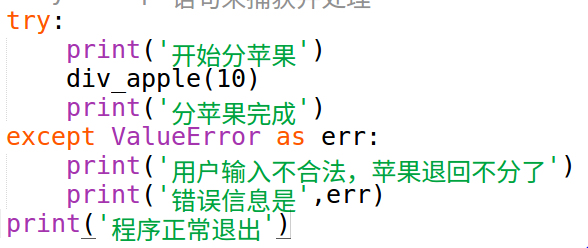 try:
    print('开始分苹果')
    div_apple(10)
    print('分苹果完成')
except ValueError as err:
    print('用户输入不合法，苹果退回不分了')
    print('错误信息是',err)
print('程序正常退出')